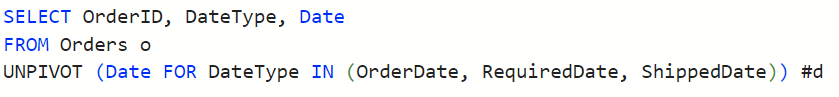 SELECT OrderID, DateType, Date
FROM Orders o
UNPIVOT (Date FOR DateType IN (OrderDate, RequiredDate, ShippedDate)) #d